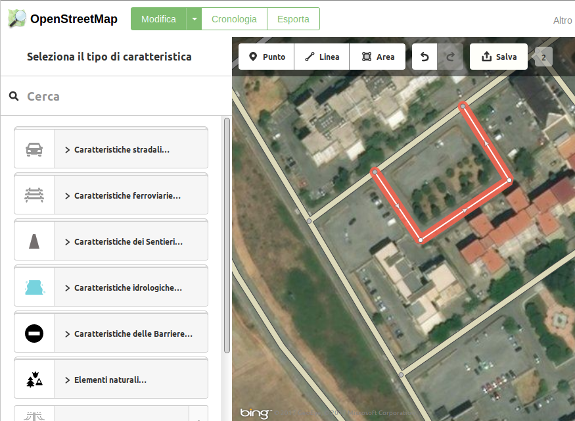 OpenStreetMap
Modifica
Cronologia
Esporta
Altro
Seleziona il tipo di caratteristica
Punto
Linea
Area
Salva
2
Cerca
Caratteristiche stradali...
Caratteristiche ferroviarie...
Caratteristiche dei Sentieri...
Caratteristiche idrologiche...
Caratteristiche delle Barriere...
Elementi naturali...
bing